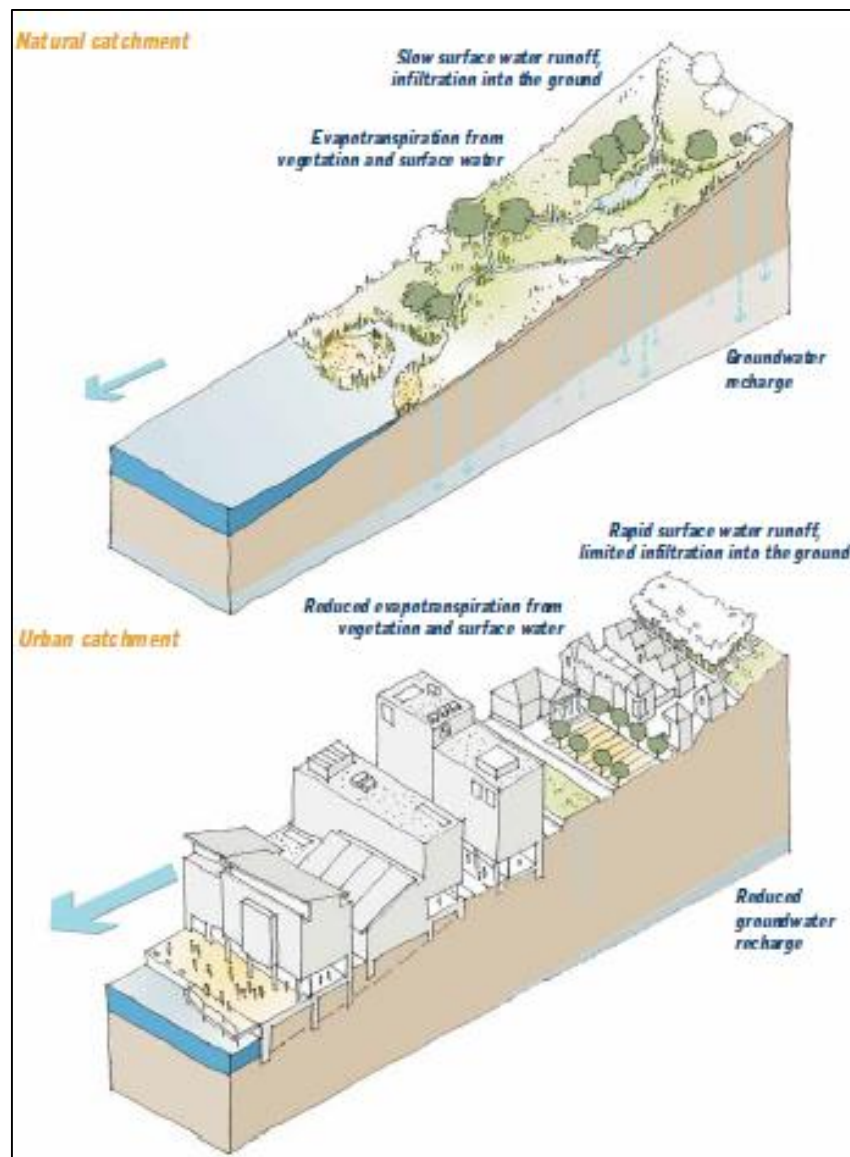 Natural catchment
Slow surface water runoff,
infiltration into the ground
Evapotranspiration from
vegetation and surface water
Groundwater
recharge
Rapid surface water runoff,
limited infiltration into the ground
Reduced evapotranspiration from
vegetation and surface water
Urban catchment
Reduced
groundwater
recharge